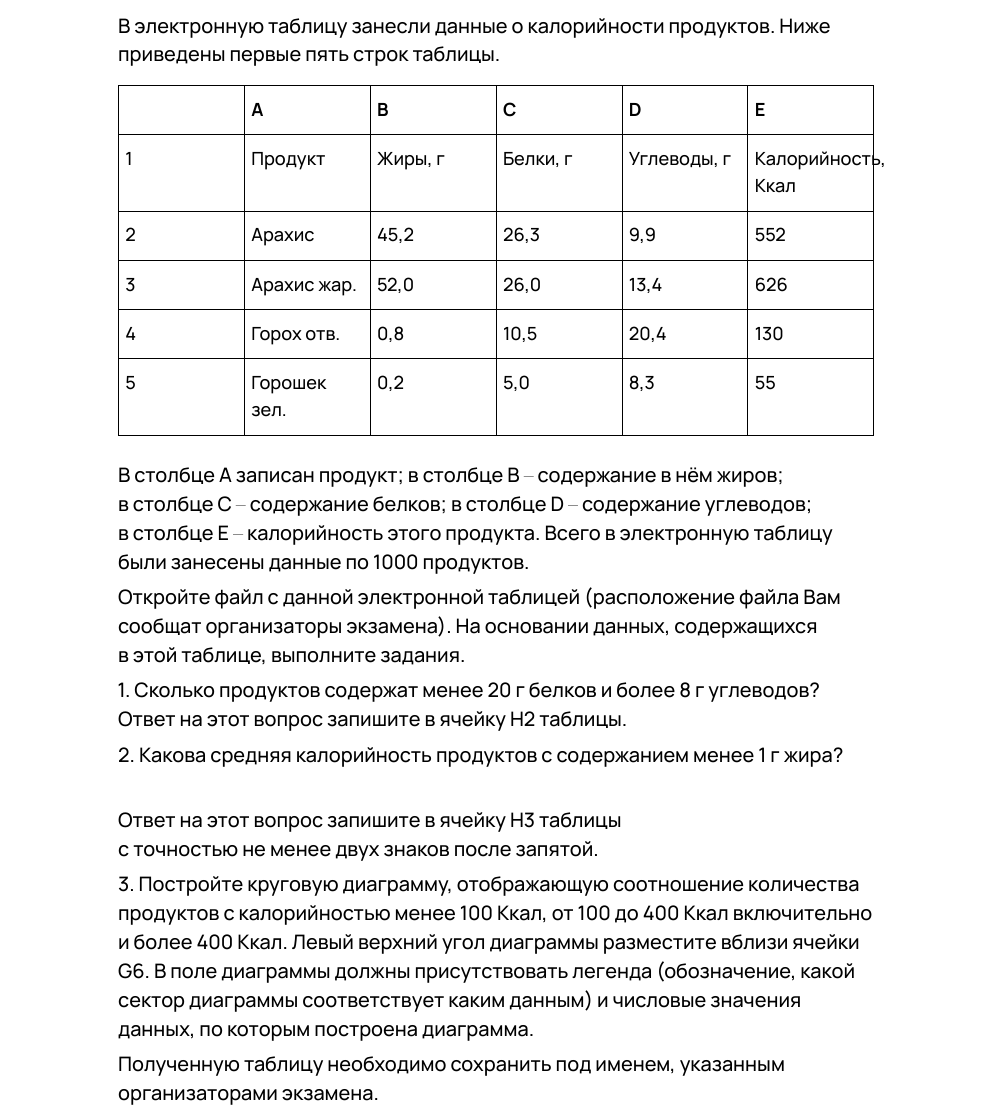 В электронную таблицу занесли данные о калорийности продуктов. Ниже
приведены первые пять строк таблицы.
A B C D E
1 Продукт Жиры, г Белки, г Углеводы, г Калорийность,
Ккал
2 Арахис 45,2 26,3 9,9 552
3 Арахис жар. 52,0 26,0 13,4 626
4 Горох отв. 0,8 10,5 20,4 130
5 Горошек 0,2 5,0 8,3 55
зел.
В столбце A записан продукт; в столбце B – содержание в нём жиров;
в столбце C – содержание белков; в столбце D – содержание углеводов;
в столбце E – калорийность этого продукта. Всего в электронную таблицу
были занесены данные по 1000 продуктов.
Откройте файл с данной электронной таблицей (расположение файла Вам
сообщат организаторы экзамена). На основании данных, содержащихся
в этой таблице, выполните задания.
1. Сколько продуктов содержат менее 20 г белков и более 8 г углеводов?
Ответ на этот вопрос запишите в ячейку H2 таблицы.
2. Какова средняя калорийность продуктов с содержанием менее 1 г жира?
Ответ на этот вопрос запишите в ячейку H3 таблицы
с точностью не менее двух знаков после запятой.
3. Постройте круговую диаграмму, отображающую соотношение количества
продуктов с калорийностью менее 100 Ккал, от 100 до 400 Ккал включительно
и более 400 Ккал. Левый верхний угол диаграммы разместите вблизи ячейки
G6. В поле диаграммы должны присутствовать легенда (обозначение, какой
сектор диаграммы соответствует каким данным) и числовые значения
данных, по которым построена диаграмма.
Полученную таблицу необходимо сохранить под именем, указанным
организаторами экзамена.